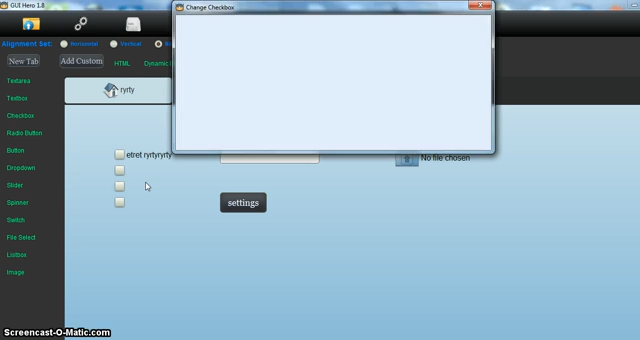 GUI Hero 1.8
Change Checkbox
Alignment Set:
Horizontal
Vertical
New Tab
Add Custom
HTML
Textarea
Textbox
Checkbox
Radio Button
Button
Dropdown
Slider
Spinner
Switch
File Select
Listbox
Image
ryrty
etret ryrtyryrty
No file chosen
settings
Screencast-O-Matic.com